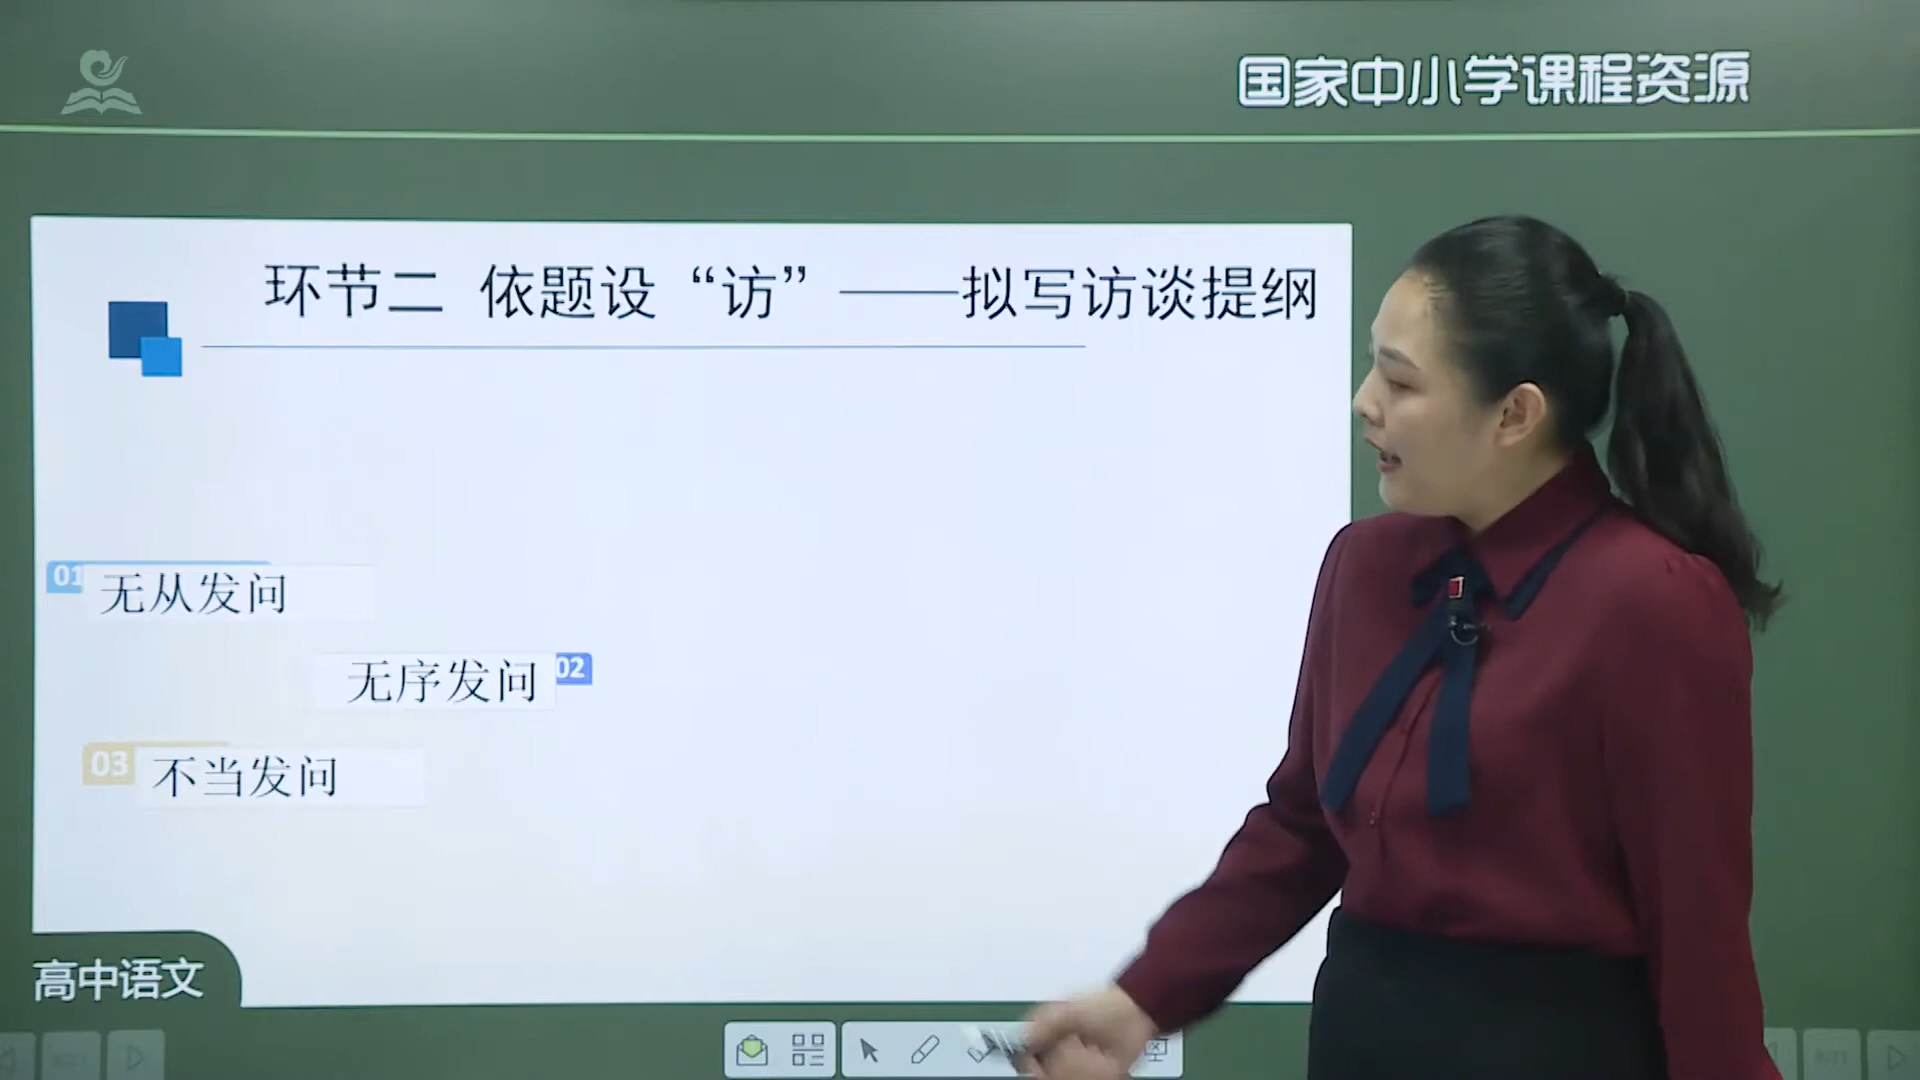 国家中小学课程资源
环节二 依题设“访”——拟写访谈提纲
01 无从发问
无序发问 02
03 不当发问
高中语文